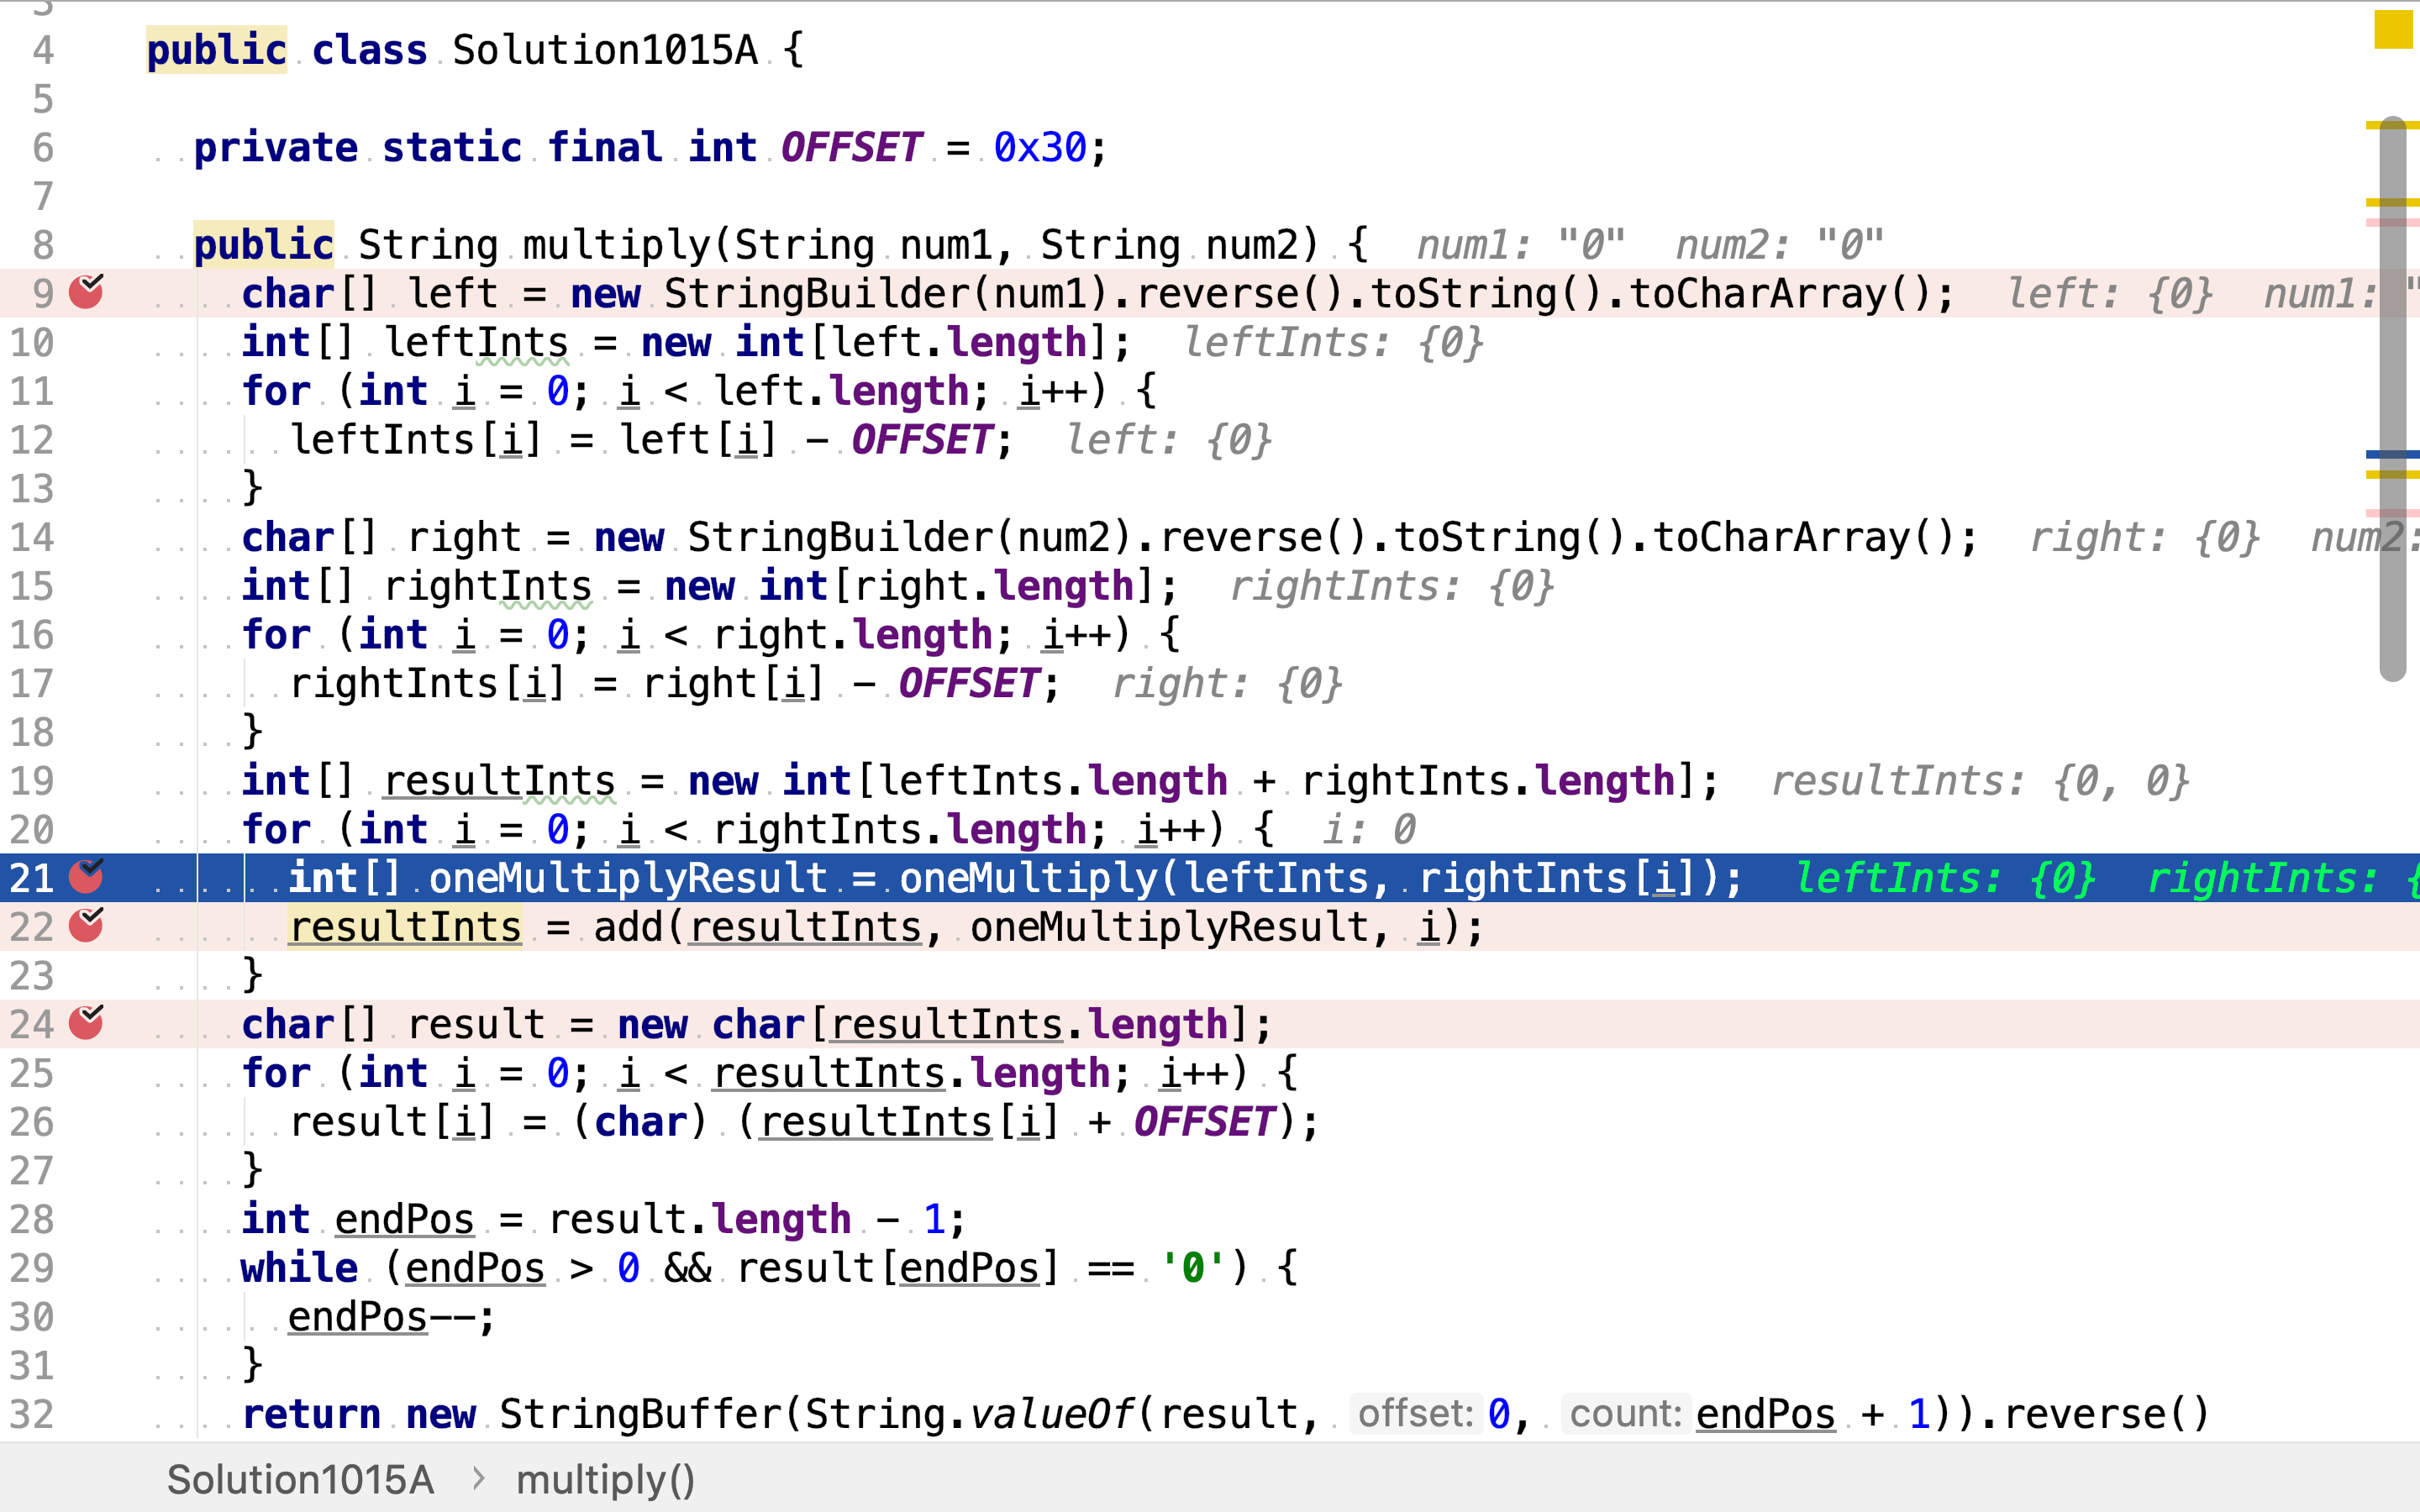 3
4 public class Solution1015A {
5
6 private static final int OFFSET = 0x30;
7
8 public String multiply(String num1, String num2) { num1: "0" num2: "0"
9 char[] left = new StringBuilder(num1).reverse().toString().toCharArray(); left: {0} num1: "
10 int[] leftInts = new int[left.length]; leftInts: {0}
11 for (int i = 0; i < left.length; i++) {
12 leftInts[i] = left[i] - OFFSET; left: {0}
13 }
14 char[] right = new StringBuilder(num2).reverse().toString().toCharArray(); right: {0} num2:
15 int[] rightInts = new int[right.length]; rightInts: {0}
16 for (int i = 0; i < right.length; i++) {
17 rightInts[i] = right[i] - OFFSET; right: {0}
18 }
19 int[] resultInts = new int[leftInts.length + rightInts.length]; resultInts: {0, 0}
20 for (int i = 0; i < rightInts.length; i++) { i: 0
21 int[] oneMultiplyResult = oneMultiply(leftInts, rightInts[i]); leftInts: {0} rightInts: {
22 resultInts = add(resultInts, oneMultiplyResult, i);
23 }
24 char[] result = new char[resultInts.length];
25 for (int i = 0; i < resultInts.length; i++) {
26 result[i] = (char) (resultInts[i] + OFFSET);
27 }
28 int endPos = result.length - 1;
29 while (endPos > 0 && result[endPos] == '0') {
30 endPos--;
31 }
32 return new StringBuffer(String.valueOf(result, offset: 0, count: endPos + 1)).reverse()
Solution1015A > multiply()